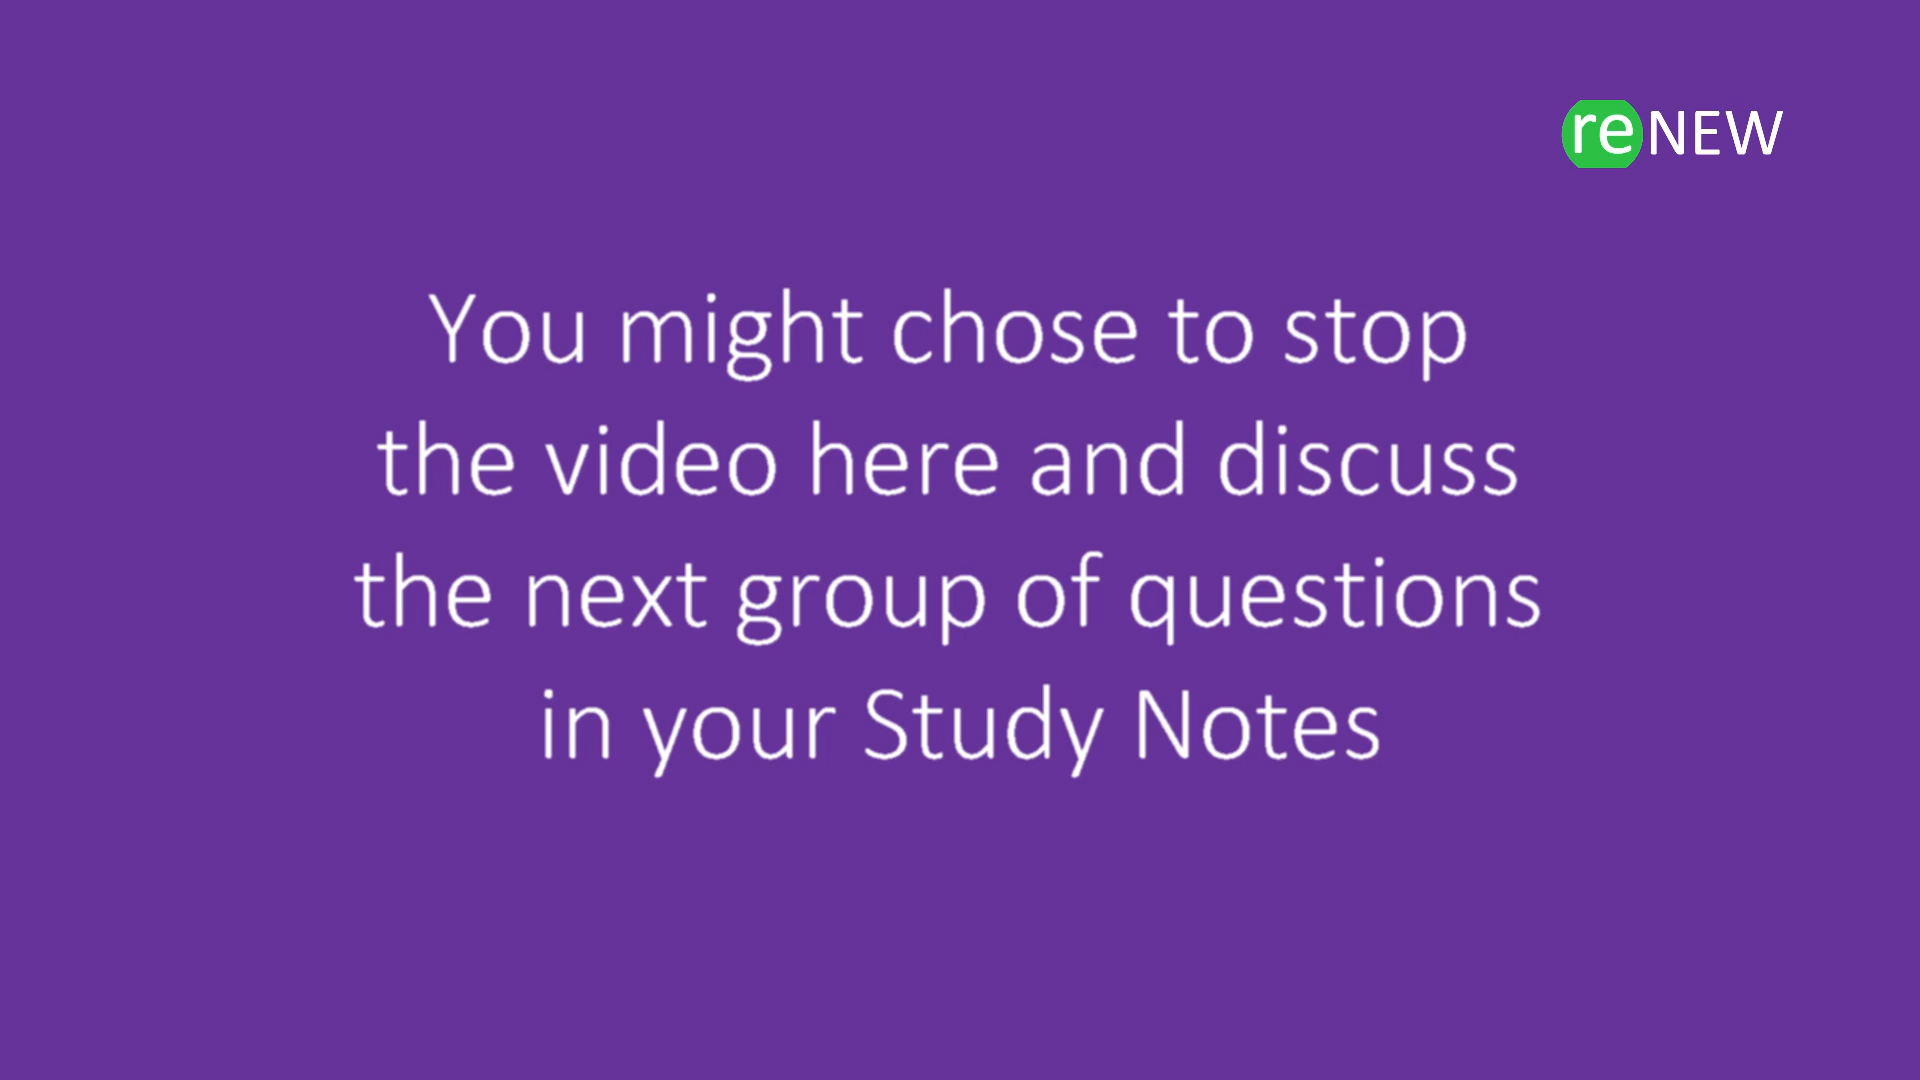 reNEW
You might chose to stop
the video here and discuss
the next group of questions
in your Study Notes